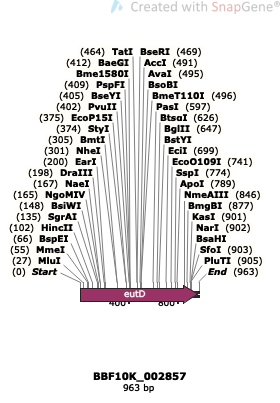 Created with SnapGene®
(464) TatI BseRI (469)
(412) BaeGI AccI (491)
Bme1580I AvaI (495)
(409) PspFI BsoBI
(405) BseYI BmeT110I (496)
(402) PvuII PasI (597)
(375) EcoP15I BtsαI (626)
(374) StyI BglII (647)
(305) BmtI BstYI
(301) NheI EciI (699)
(200) EarI EcoO109I (741)
(198) DraIII SspI (774)
(167) NaeI ApoI (789)
(165) NgoMIV NmeAIII (846)
(148) BsiWI BmgBI (877)
(135) SgrAI KasI (901)
(102) HincII NarI (902)
(66) BspEI BsaHI
(55) MmeI SfoI (903)
(27) MluI PluTI (905)
(0) Start End (963)
eutD
400 800
BBF10K_002857
963 bp